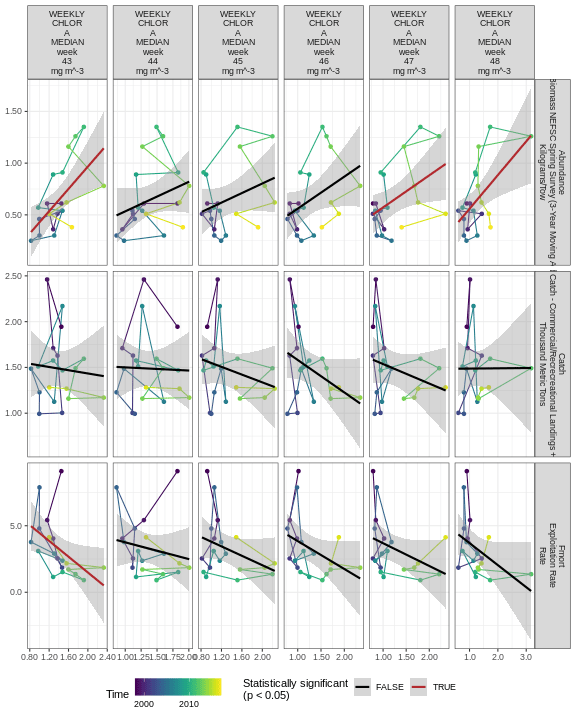 WEEKLY
CHLOR
A
MEDIAN
week
43
mg m^-3
WEEKLY
CHLOR
A
MEDIAN
week
44
mg m^-3
WEEKLY
CHLOR
A
MEDIAN
week
45
mg m^-3
WEEKLY
CHLOR
A
MEDIAN
week
46
mg m^-3
WEEKLY
CHLOR
A
MEDIAN
week
47
mg m^-3
WEEKLY
CHLOR
A
MEDIAN
week
48
mg m^-3
1.50
1.00
0.50
Abundance
Biomass NEFSC Spring Survey (3-Year Moving A
Kilograms/Tow
2.50
2.00
1.50
1.00
Catch
Catch - Commercial/Recreational Landings +
Thousand Metric Tons
5.0
0.0
Fmort
Exploitation Rate
Rate
0.80 1.20 1.60 2.00 2.40
1.00 1.25 1.50 1.75 2.00
0.80 1.20 1.60 2.00
1.00 1.50 2.00
1.00 1.50 2.00
1.0 2.0 3.0
Time
2000 2010
Statistically significant
(p < 0.05)
FALSE TRUE